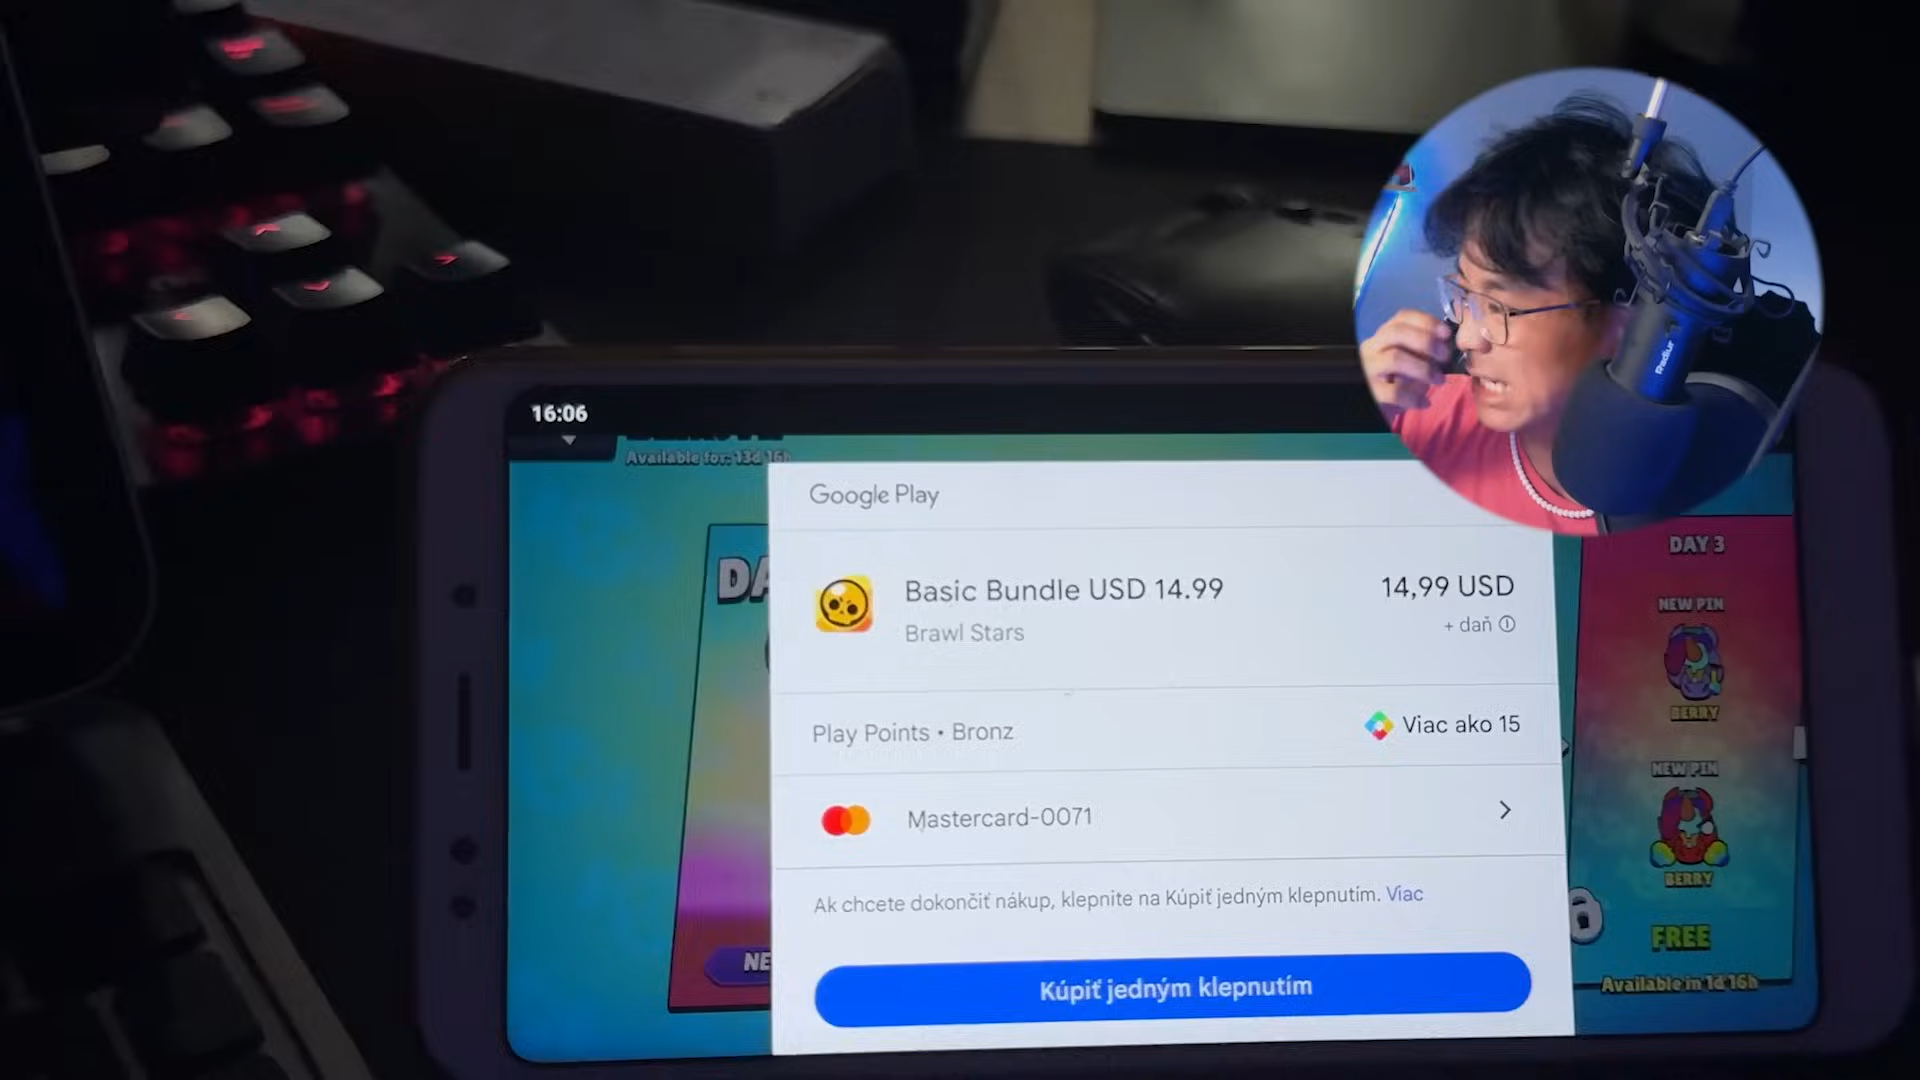 16:06
Available for: 13d 16h
Google Play
DA
Basic Bundle USD 14.99
14,99 USD
Brawl Stars
+ daň
Play Points • Bronz
Viac ako 15
Mastercard-0071
Ak chcete dokončiť nákup, klepnite na Kúpiť jedným klepnutím. Viac
Kúpiť jedným klepnutím
NE
DAY 3
NEW PIN
BERRY
NEW PIN
BERRY
FREE
Available in 1d 16h